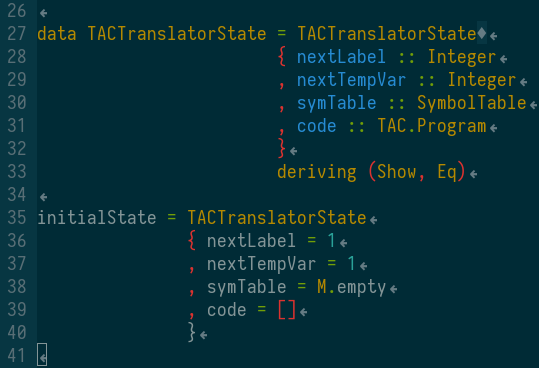 26
27 data TACTranslatorState = TACTranslatorState
28 { nextLabel :: Integer
29 , nextTempVar :: Integer
30 , symTable :: SymbolTable
31 , code :: TAC.Program
32 }
33 deriving (Show, Eq)
34
35 initialState = TACTranslatorState
36 { nextLabel = 1
37 , nextTempVar = 1
38 , symTable = M.empty
39 , code = []
40 }
41